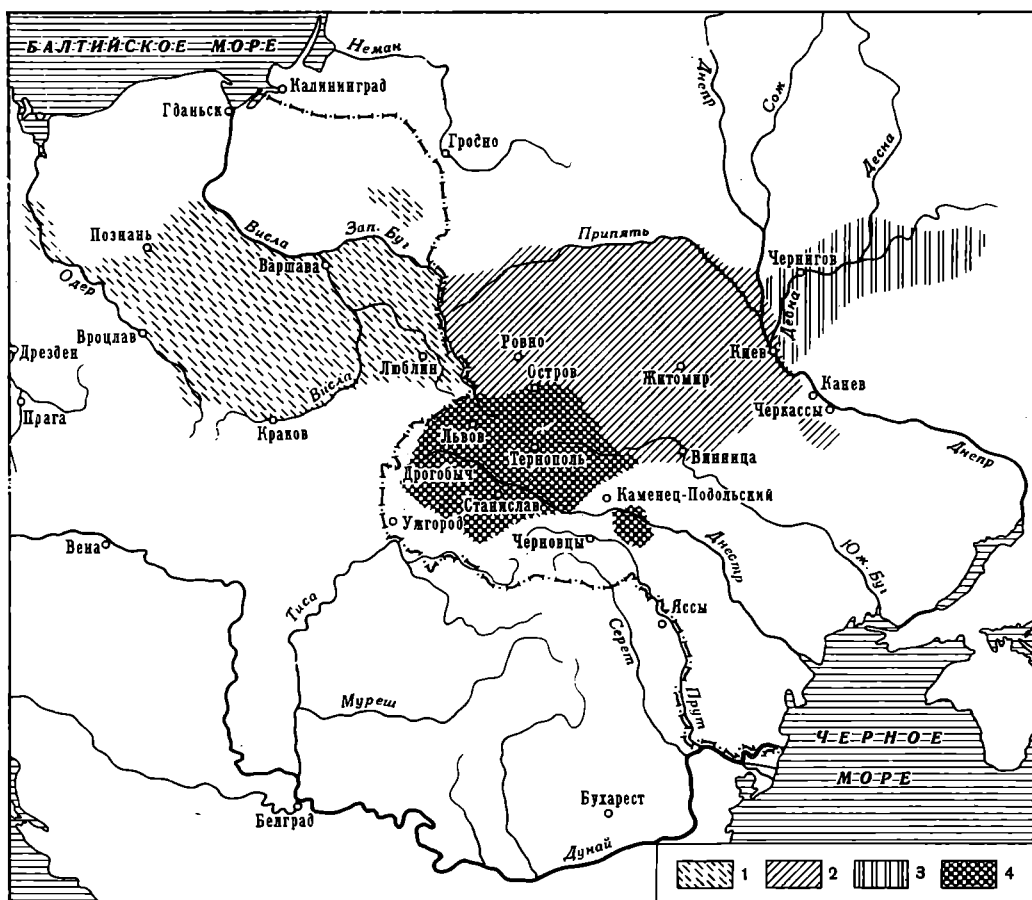 БАЛТИЙСКОЕ МОРЕ
Неман
Калининград
Гданьск
Днепр
Сож
Десна
Гродно
Познань
Висла
Зап. Буг
Варшава
Припять
Чернигов
Одер
Вроцлав
Дрезден
Прага
Люблин
Висла
Краков
Ровно
Остров
Житомир
Киев
Канев
Черкассы
Днепр
Львов
Тернополь
Винница
Дрогобыч
Станислав
Каменец-Подольский
Ужгород
Черновцы
Днестр
Юж. Буг
Вена
Тиса
Яссы
Серет
Прут
Муреш
ЧЕРНОЕ
МОРЕ
Бухарест
Белград
Дунай
1 2 3 4